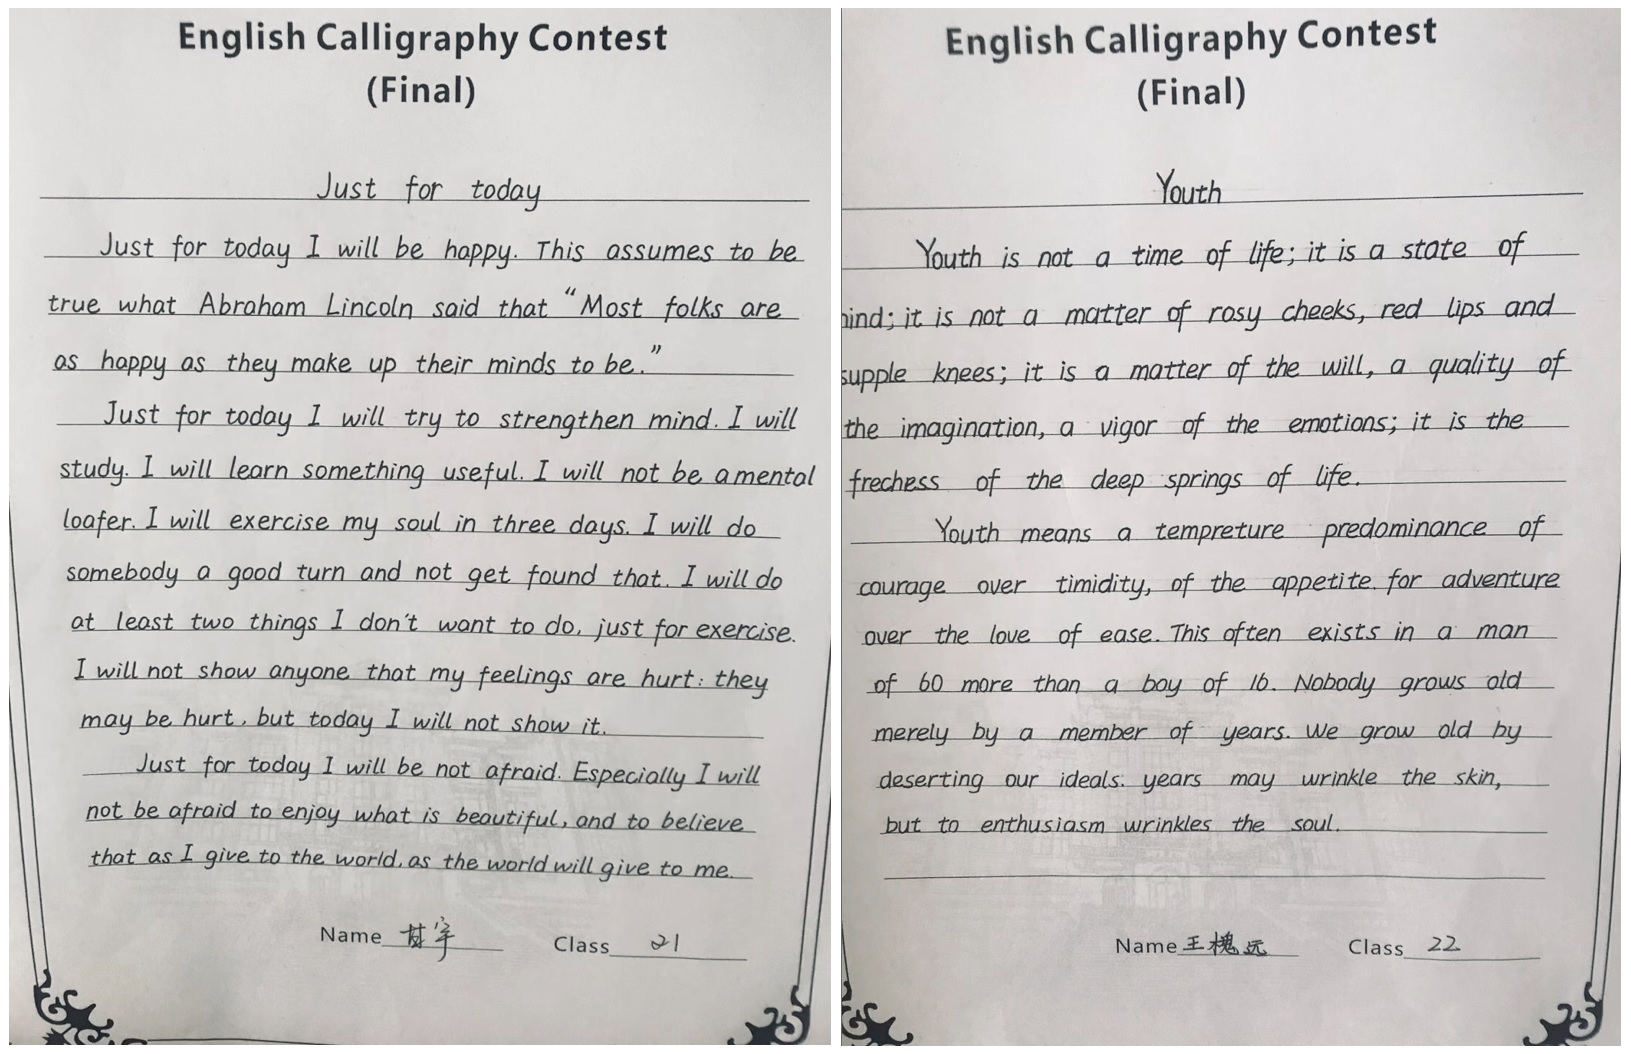 English Calligraphy Contest
(Final)
Just for today
Just for today I will be happy. This assumes to be
true what Abraham Lincoln said that "Most folks are
as happy as they make up their minds to be."
Just for today I will try to strengthen mind. I will
study. I will learn something useful. I will not be a mental
loafer. I will exercise my soul in three days. I will do
somebody a good turn and not get found that. I will do
at least two things I don't want to do, just for exercise.
I will not show anyone that my feelings are hurt: they
may be hurt, but today I will not show it.
Just for today I will be not afraid. Especially I will
not be afraid to enjoy what is beautiful, and to believe
that as I give to the world, as the world will give to me.
Name 甘宇 Class 21
English Calligraphy Contest
(Final)
Youth
Youth is not a time of life; it is a state of
ind; it is not a matter of rosy cheeks, red lips and
supple knees; it is a matter of the will, a quality of
the imagination, a vigor of the emotions; it is the
frechess of the deep springs of life.
Youth means a tempreture predominance of
courage over timidity, of the appetite. for adventure
over the love of ease. This often exists in a man
of 60 more than a boy of 16. Nobody grows old
merely by a member of years. We grow old by
deserting our ideals. years may wrinkle the skin,
but to enthusiasm wrinkles the soul.
Name 王槐远 Class 22